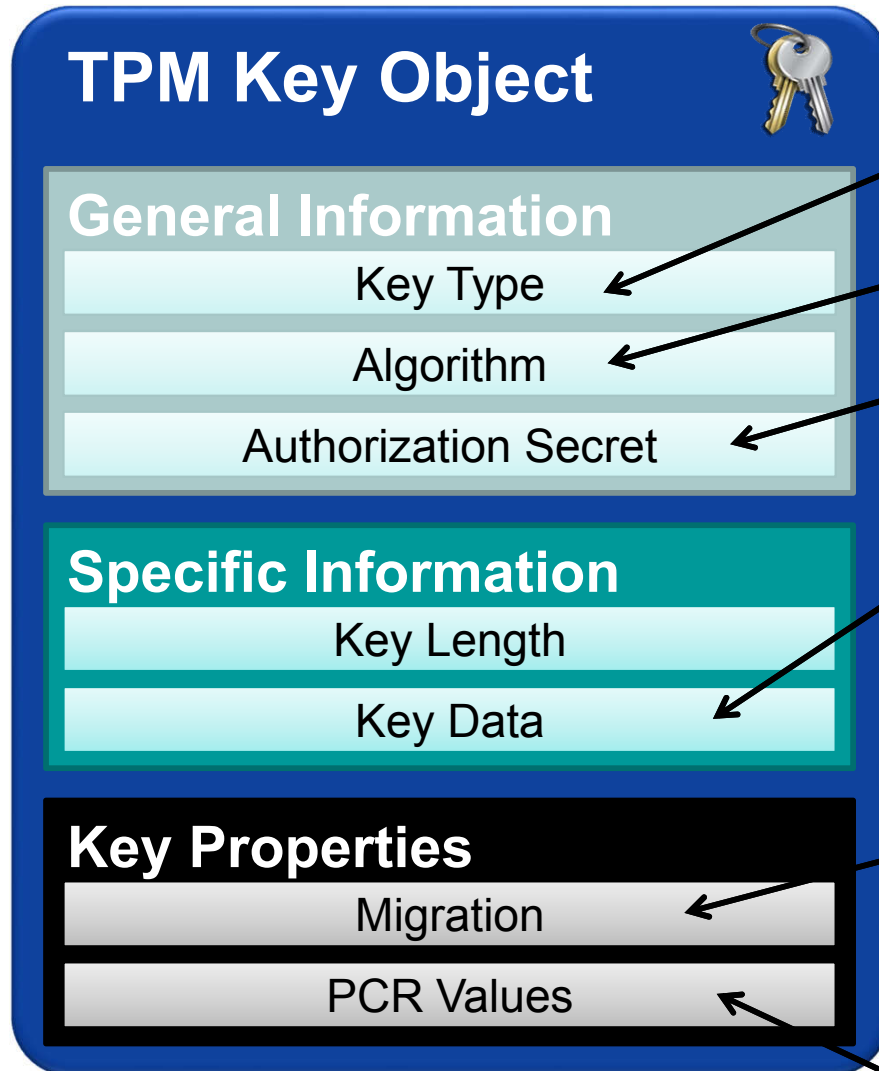 TPM Key Object
General Information
Key Type
Algorithm
Authorization Secret
Specific Information
Key Length
Key Data
Key Properties
Migration
PCR Values